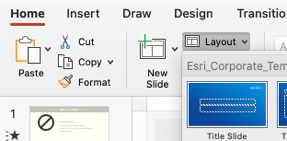 Home Insert Draw Design Transitio
Cut
Copy
Format
Paste
New
Slide
Layout
Esri_Corporate_Tem
1
Title Slide